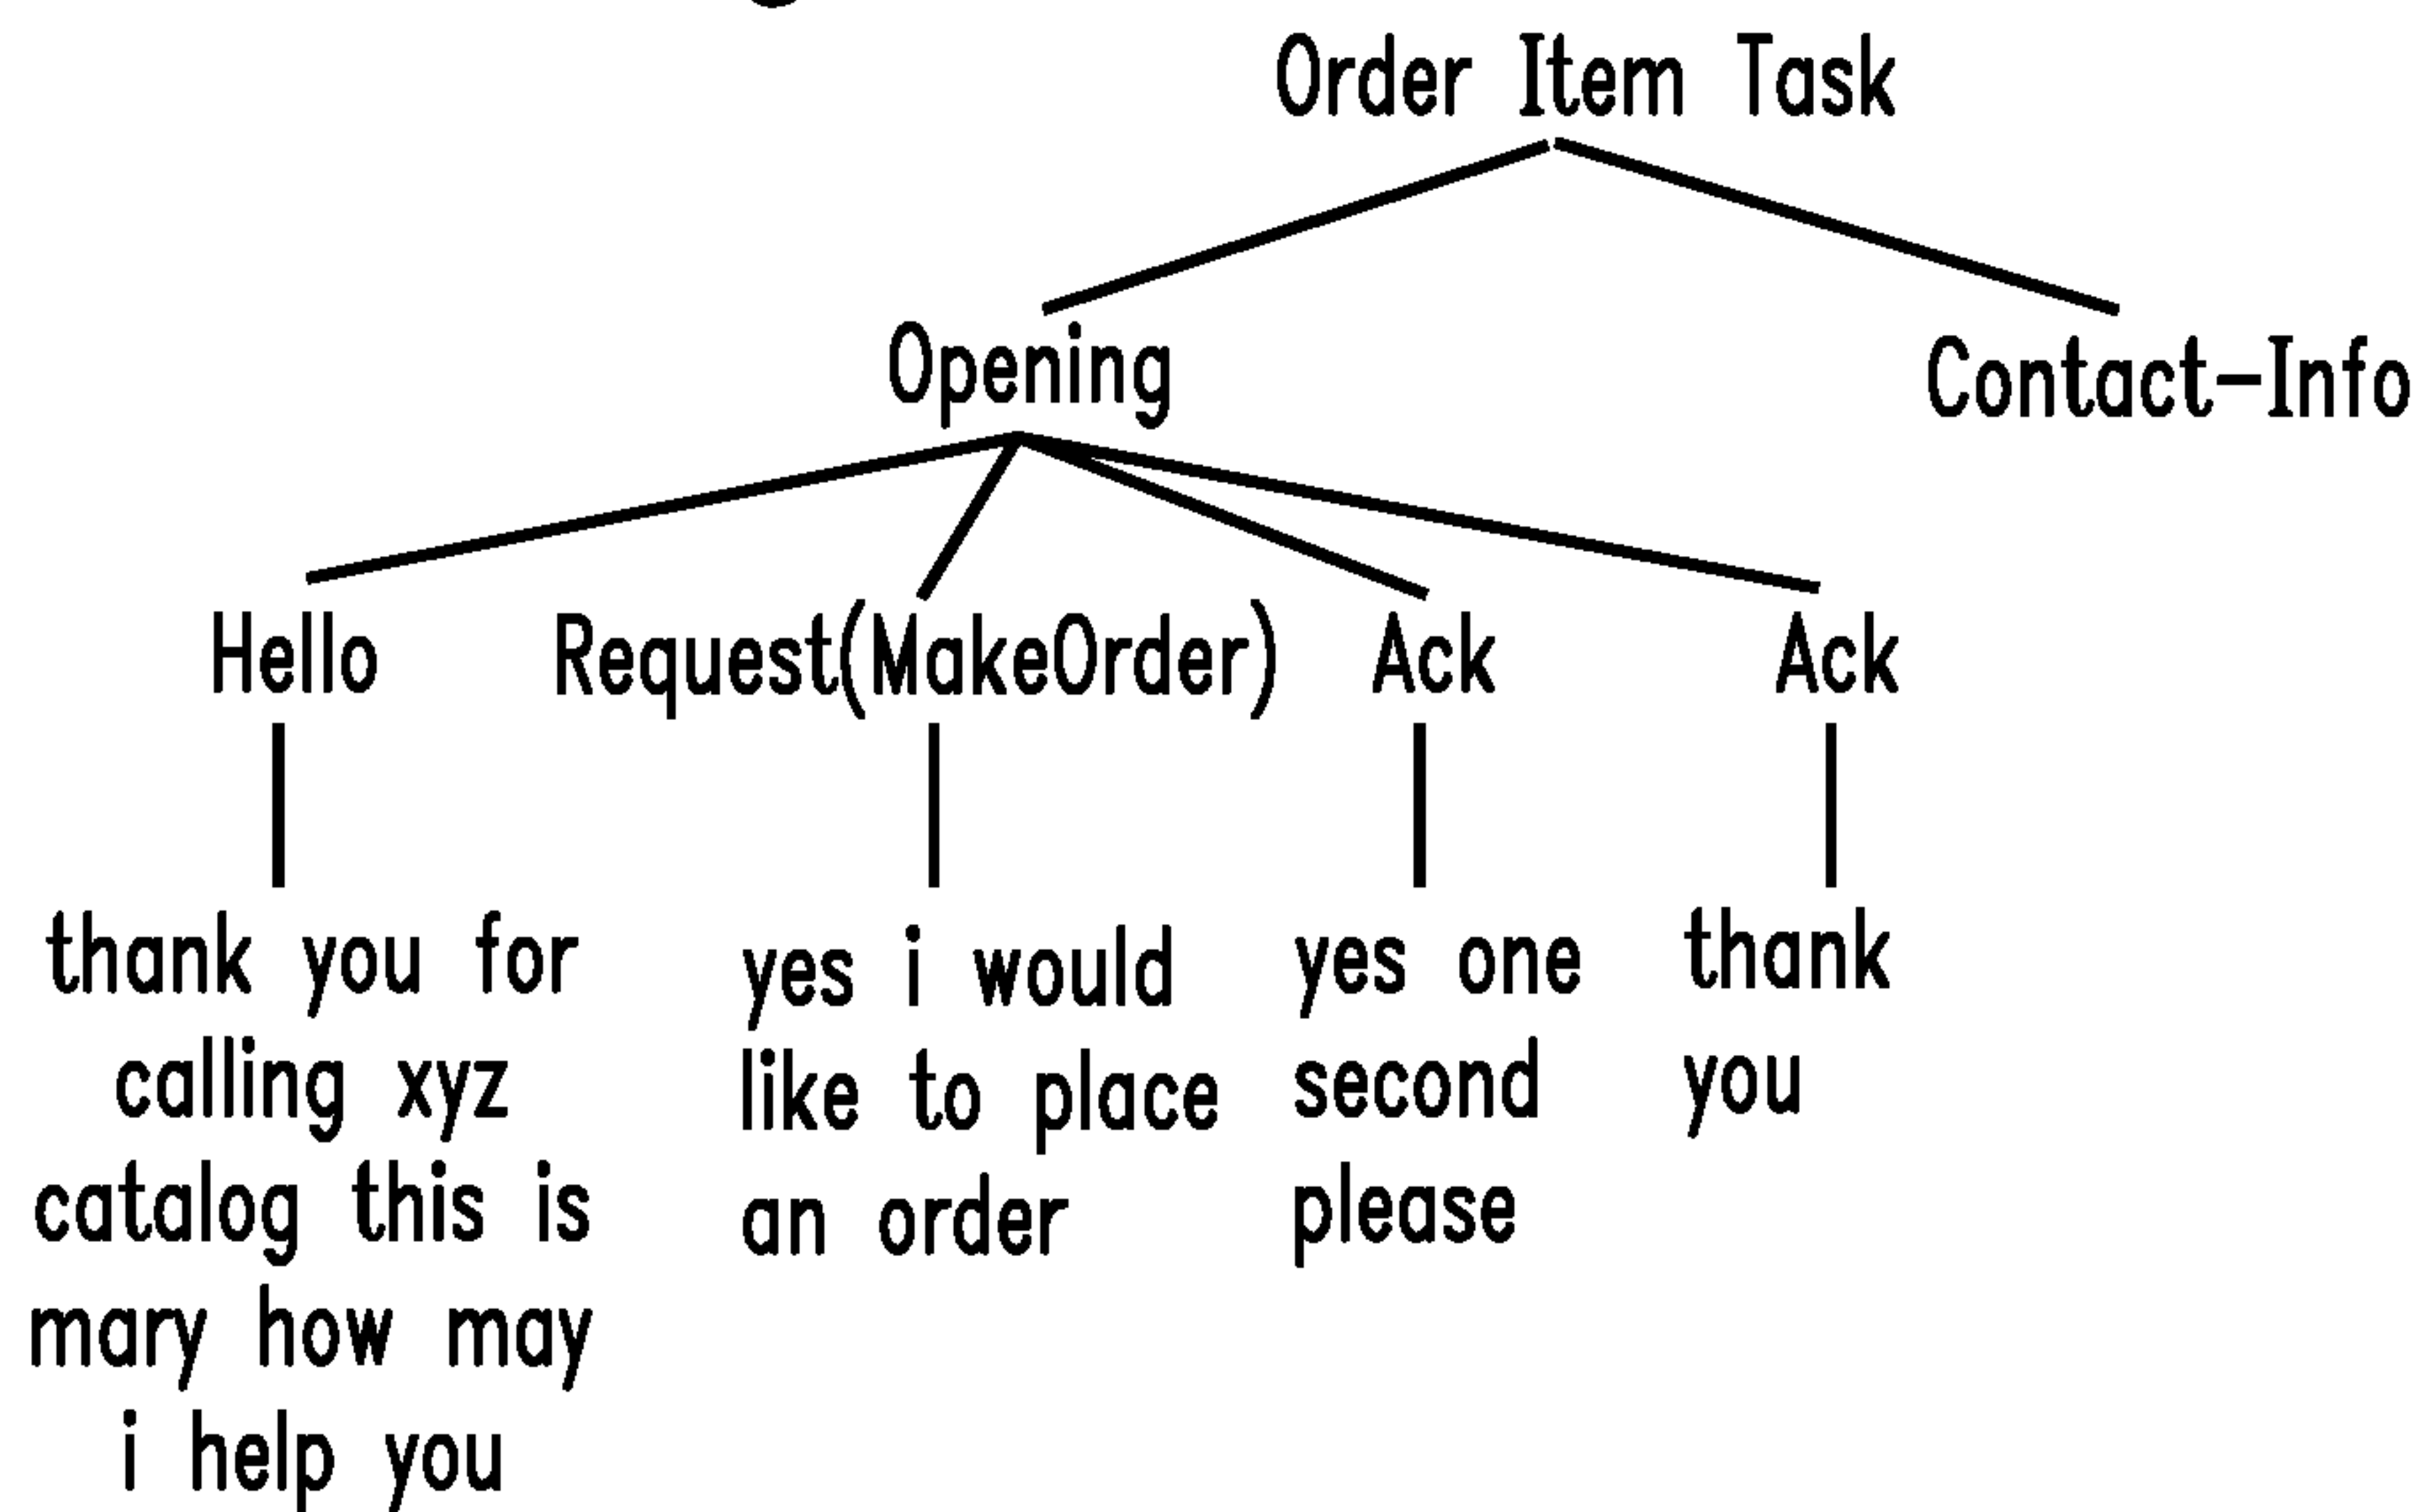 Order Item Task
Opening
Contact-Info
Hello
Request(MakeOrder)
Ack
Ack
thank you for
calling xyz
catalog this is
mary how may
i help you
yes i would
like to place
an order
yes one
second
please
thank
you